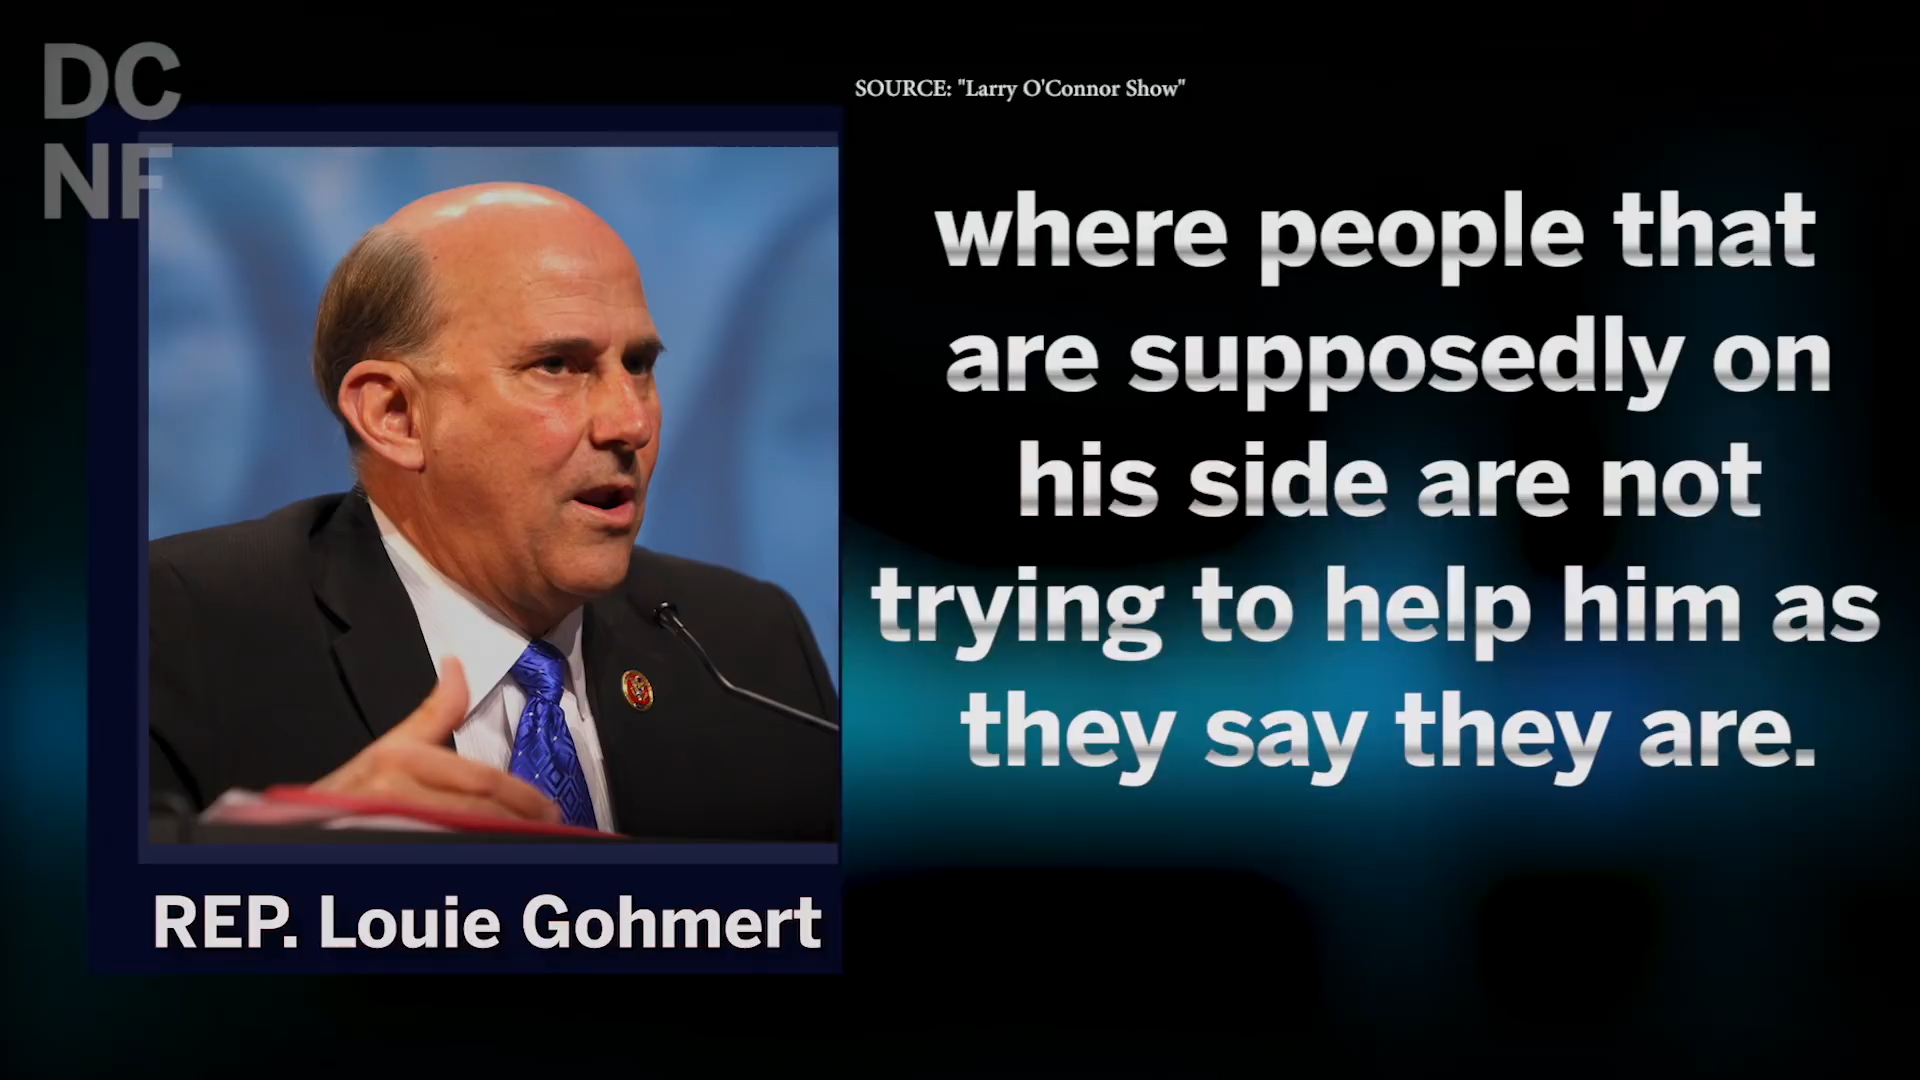 DC
NF
SOURCE: "Larry O'Connor Show"
where people that
are supposedly on
his side are not
trying to help him as
they say they are.
REP. Louie Gohmert